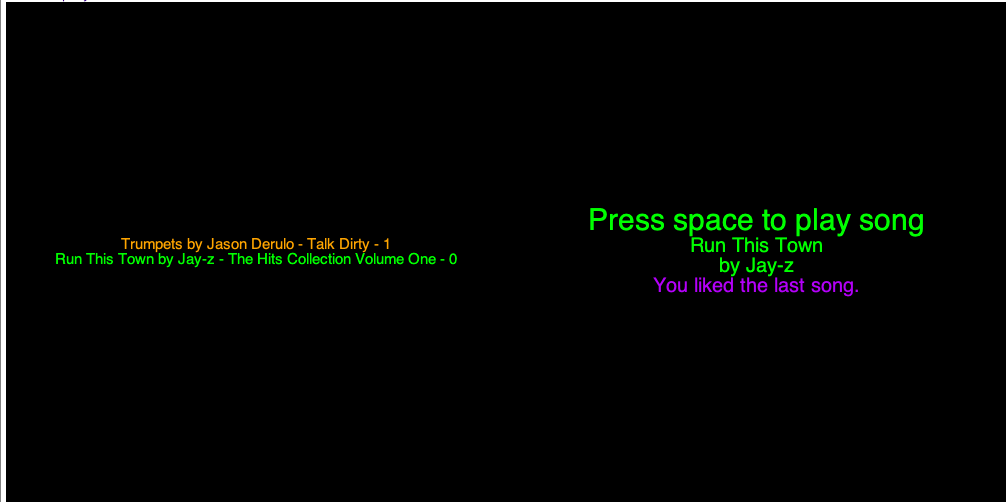 Trumpets by Jason Derulo - Talk Dirty - 1
Run This Town by Jay-z - The Hits Collection Volume One - 0
Press space to play song
Run This Town
by Jay-z
You liked the last song.